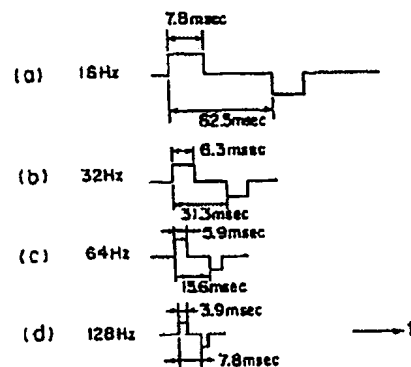 7.8msec
(a) 16Hz
62.5msec
6.3msec
(b) 32Hz
31.3msec
5.9msec
(c) 64Hz
15.6msec
3.9msec
(d) 128Hz
7.8msec